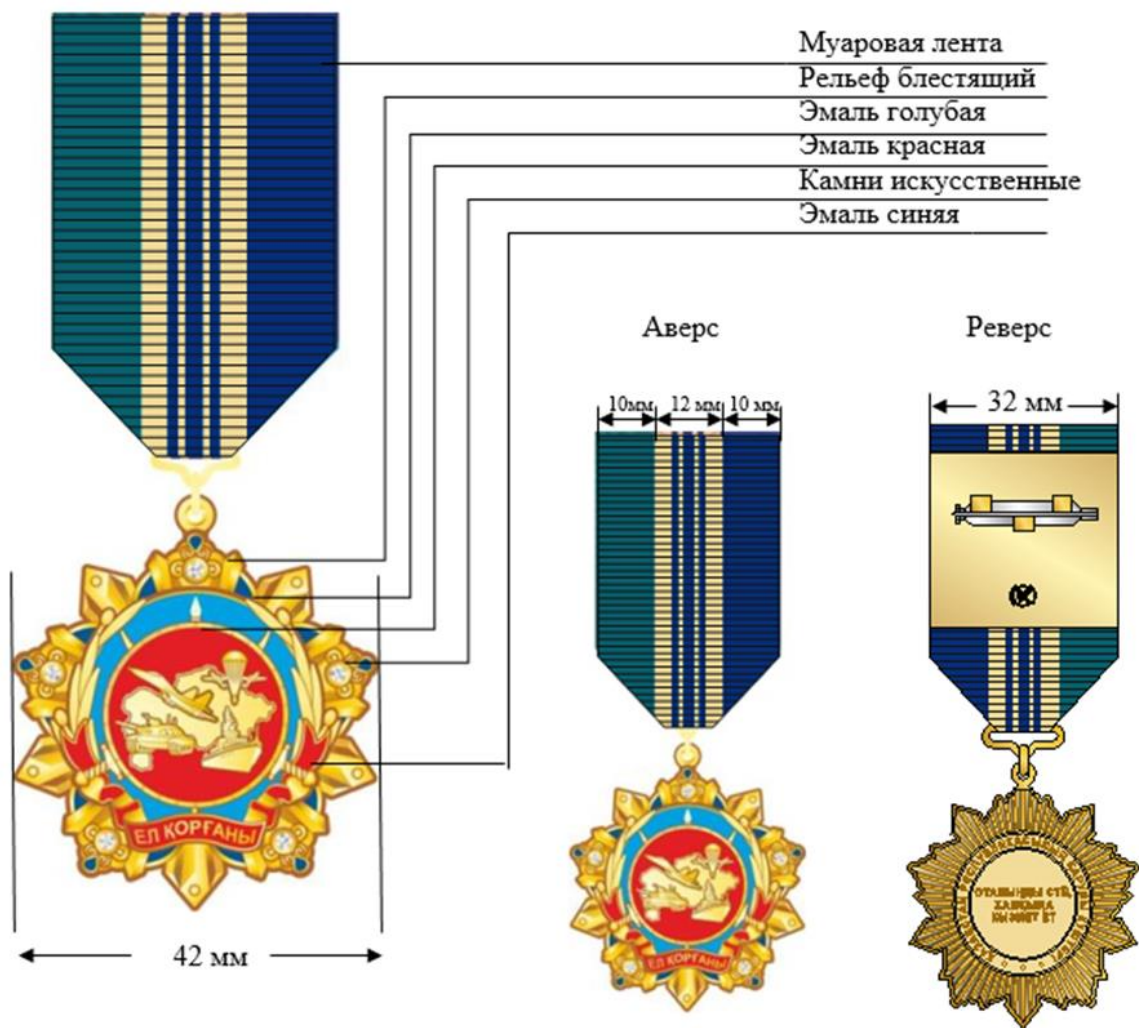 Муаровая лента
Рельеф блестящий
Эмаль голубая
Эмаль красная
Камни искусственные
Эмаль синяя
Аверс
Реверс
10мм
12 мм
10 мм
32 мм
ЕЛ ҚОРҒАНЫ
42 мм
ЕЛ ҚОРҒАНЫ